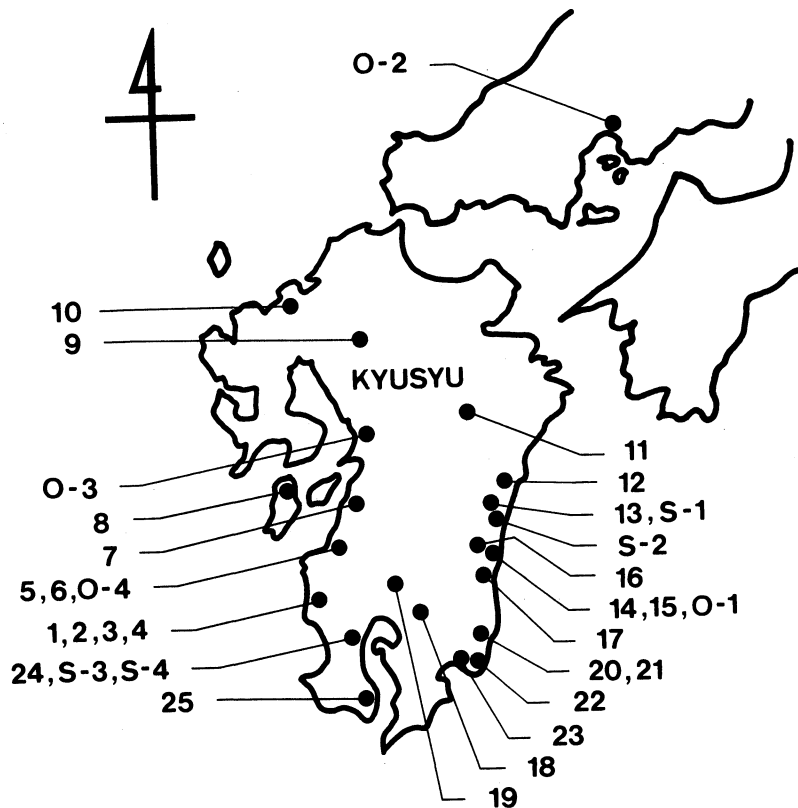 O-2
10
9
KYUSYU
11
O-3
12
8
13,S-1
7
S-2
5,6,O-4
16
14,15,O-1
1,2,3,4
17
24,S-3,S-4
20,21
25
22
23
18
19